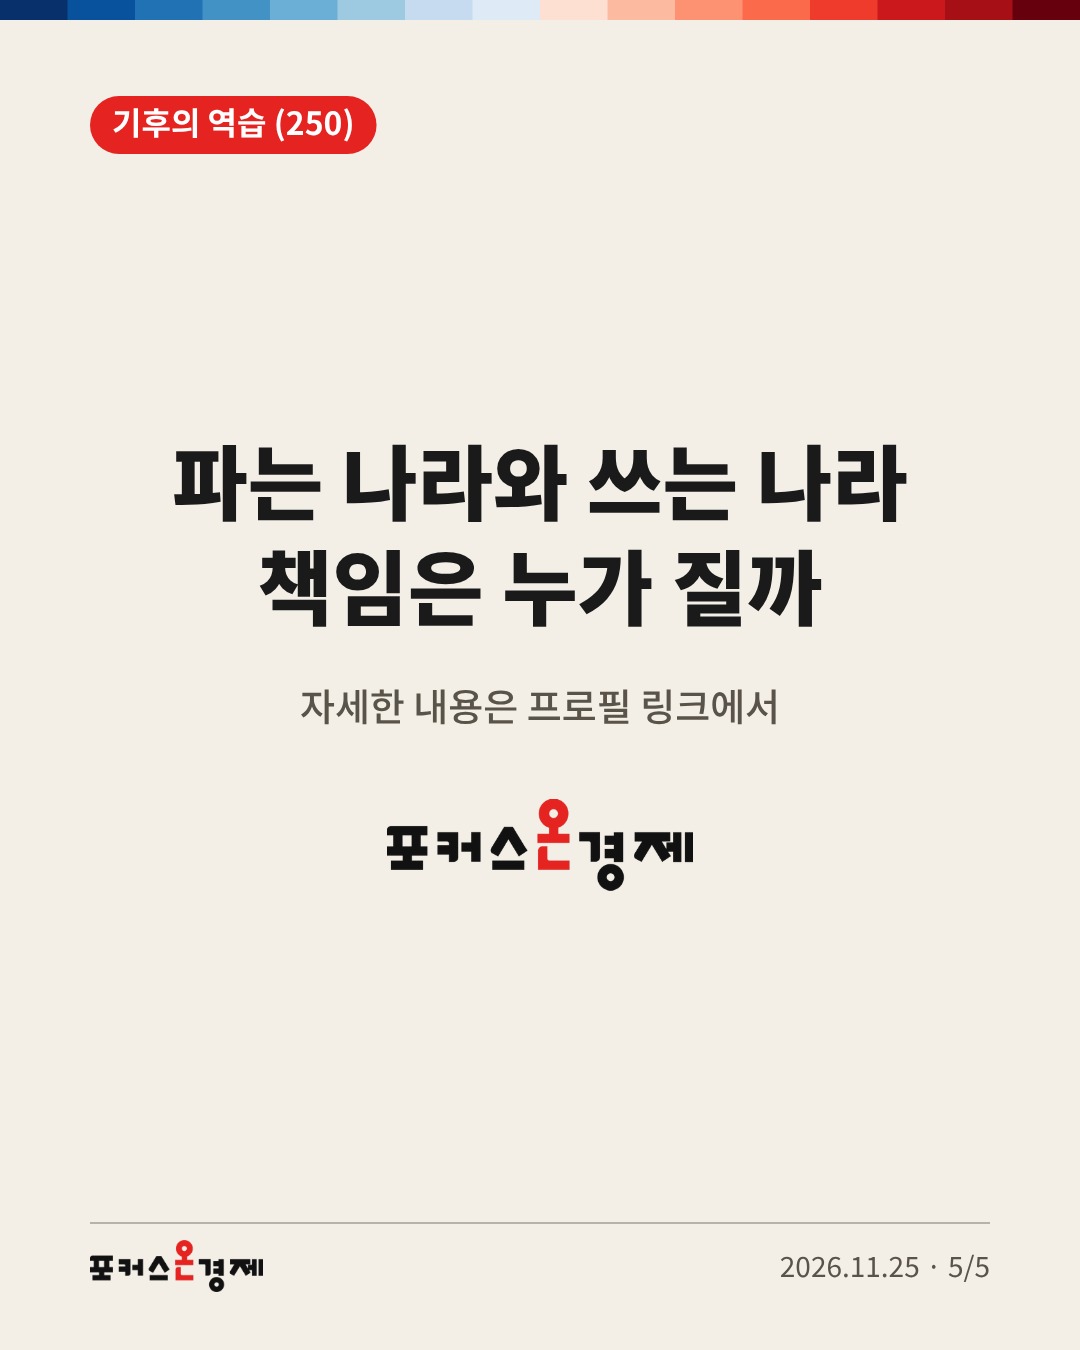 기후의 역습 (250)
파는 나라와 쓰는 나라
책임은 누가 질까
자세한 내용은 프로필 링크에서
포커스온경제
포커스온경제
2026.11.25 · 5/5